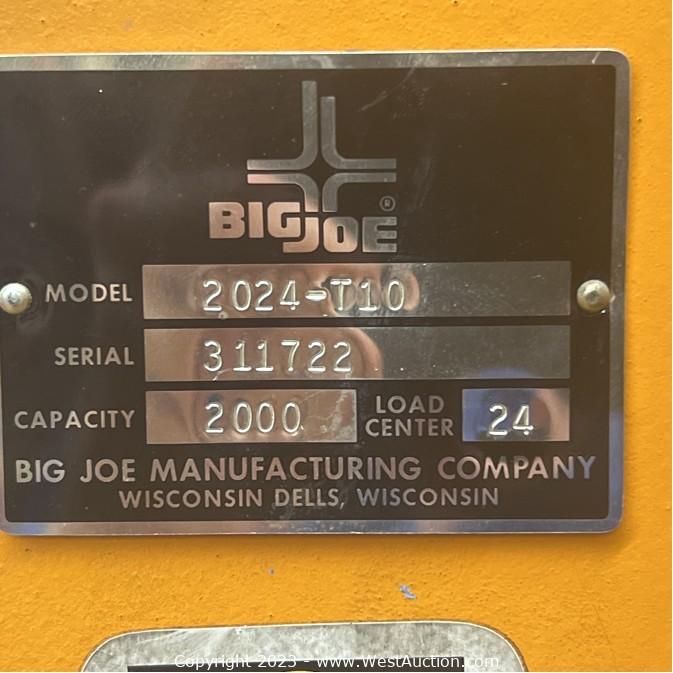 BIG JOE ®
MODEL 2024-T10
SERIAL 311722
CAPACITY 2000 LOAD CENTER 24
BIG JOE MANUFACTURING COMPANY
WISCONSIN DELLS, WISCONSIN
Copyright 2023 - www.WestAuction.com